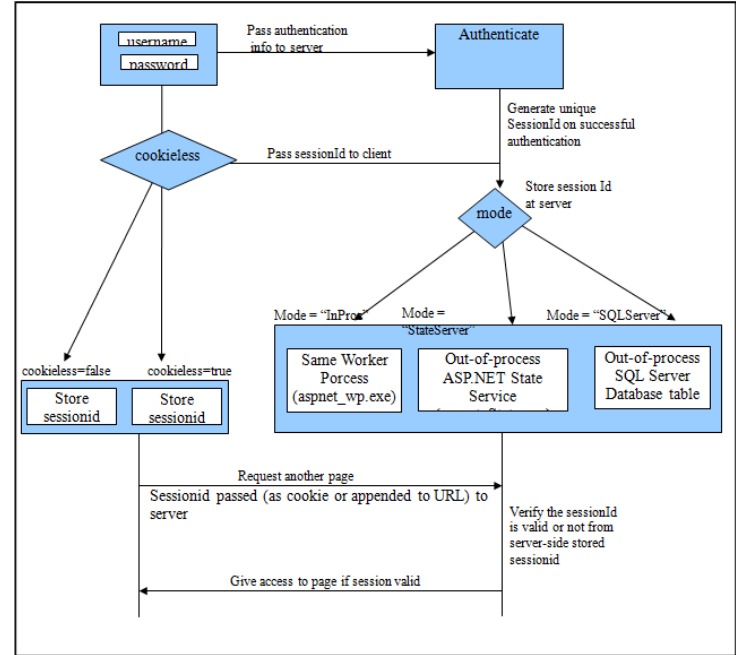 username
password
Pass authentication
info to server
Authenticate
Generate unique
SessionId on successful
authentication
cookieless
Pass sessionId to client
Store session Id
at server
mode
Mode = “InProc”
Mode =
“StateServer”
Mode = “SQLServer”
cookieless=false
cookieless=true
Store
sessionid
Store
sessionid
Same Worker
Porcess
(aspnet_wp.exe)
Out-of-process
ASP.NET State
Service
Out-of-process
SQL Server
Database table
Request another page
Sessionid passed (as cookie or appended to URL) to
server
Verify the sessionId
is valid or not from
server-side stored
sessionid
Give access to page if session valid